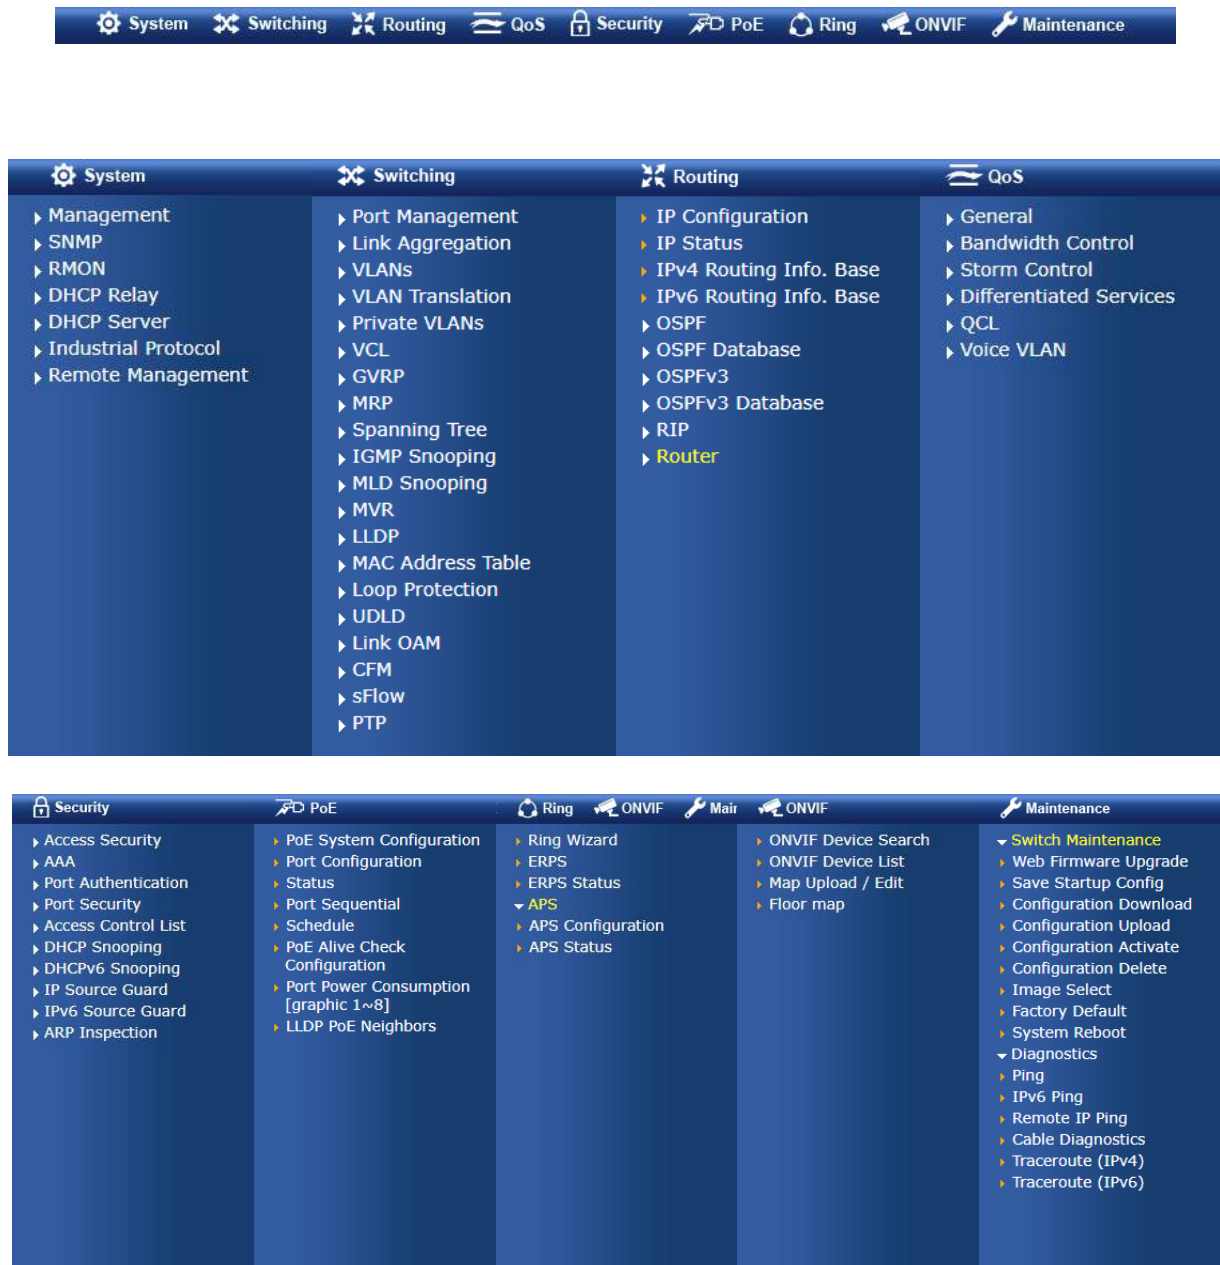 System Switching Routing QoS Security PoE Ring ONVIF Maintenance
System
Management
SNMP
RMON
DHCP Relay
DHCP Server
Industrial Protocol
Remote Management
Switching
Port Management
Link Aggregation
VLANs
VLAN Translation
Private VLANs
VCL
GVRP
MRP
Spanning Tree
IGMP Snooping
MLD Snooping
MVR
LLDP
MAC Address Table
Loop Protection
UDLD
Link OAM
CFM
sFlow
PTP
Routing
IP Configuration
IP Status
IPv4 Routing Info. Base
IPv6 Routing Info. Base
OSPF
OSPF Database
OSPFv3
OSPFv3 Database
RIP
Router
QoS
General
Bandwidth Control
Storm Control
Differentiated Services
QCL
Voice VLAN
Security
Access Security
AAA
Port Authentication
Port Security
Access Control List
DHCP Snooping
DHCPv6 Snooping
IP Source Guard
IPv6 Source Guard
ARP Inspection
PoE
PoE System Configuration
Port Configuration
Status
Port Sequential
Schedule
PoE Alive Check
Configuration
Port Power Consumption
[graphic 1~8]
LLDP PoE Neighbors
Ring ONVIF Mair
Ring Wizard
ERPS
ERPS Status
APS
APS Configuration
APS Status
ONVIF
ONVIF Device Search
ONVIF Device List
Map Upload / Edit
Floor map
Maintenance
Switch Maintenance
Web Firmware Upgrade
Save Startup Config
Configuration Download
Configuration Upload
Configuration Activate
Configuration Delete
Image Select
Factory Default
System Reboot
Diagnostics
Ping
IPv6 Ping
Remote IP Ping
Cable Diagnostics
Traceroute (IPv4)
Traceroute (IPv6)